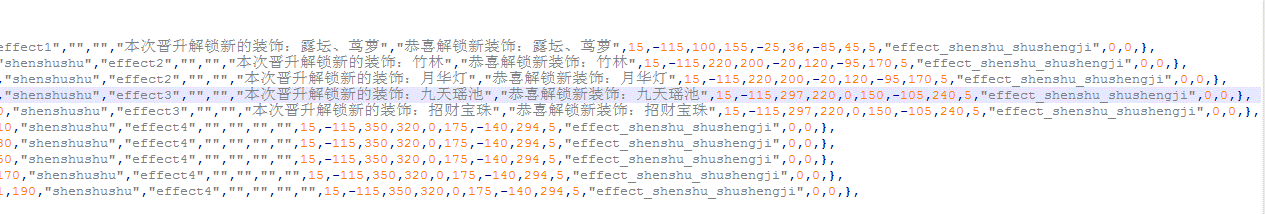 effect1","","","本次晋升解锁新的装饰：露坛、茑萝","恭喜解锁新装饰：露坛、茑萝",15,-115,100,155,-25,36,-85,45,5,"effect_shenshu_shushengji",0,0,},
"shenshushu","effect2","","","本次晋升解锁新的装饰：竹林","恭喜解锁新装饰：竹林",15,-115,220,200,-20,120,-95,170,5,"effect_shenshu_shushengji",0,0,},
,"shenshushu","effect2","","","本次晋升解锁新的装饰：月华灯","恭喜解锁新装饰：月华灯",15,-115,220,200,-20,120,-95,170,5,"effect_shenshu_shushengji",0,0,},
,"shenshushu","effect3","","","本次晋升解锁新的装饰：九天瑶池","恭喜解锁新装饰：九天瑶池",15,-115,297,220,0,150,-105,240,5,"effect_shenshu_shushengji",0,0,},
0,"shenshushu","effect3","","","本次晋升解锁新的装饰：招财宝珠","恭喜解锁新装饰：招财宝珠",15,-115,297,220,0,150,-105,240,5,"effect_shenshu_shushengji",0,0,},
10,"shenshushu","effect4","","","","",15,-115,350,320,0,175,-140,294,5,"effect_shenshu_shushengji",0,0,},
30,"shenshushu","effect4","","","","",15,-115,350,320,0,175,-140,294,5,"effect_shenshu_shushengji",0,0,},
50,"shenshushu","effect4","","","","",15,-115,350,320,0,175,-140,294,5,"effect_shenshu_shushengji",0,0,},
170,"shenshushu","effect4","","","","",15,-115,350,320,0,175,-140,294,5,"effect_shenshu_shushengji",0,0,},
1,190,"shenshushu","effect4","","","","",15,-115,350,320,0,175,-140,294,5,"effect_shenshu_shushengji",0,0,},